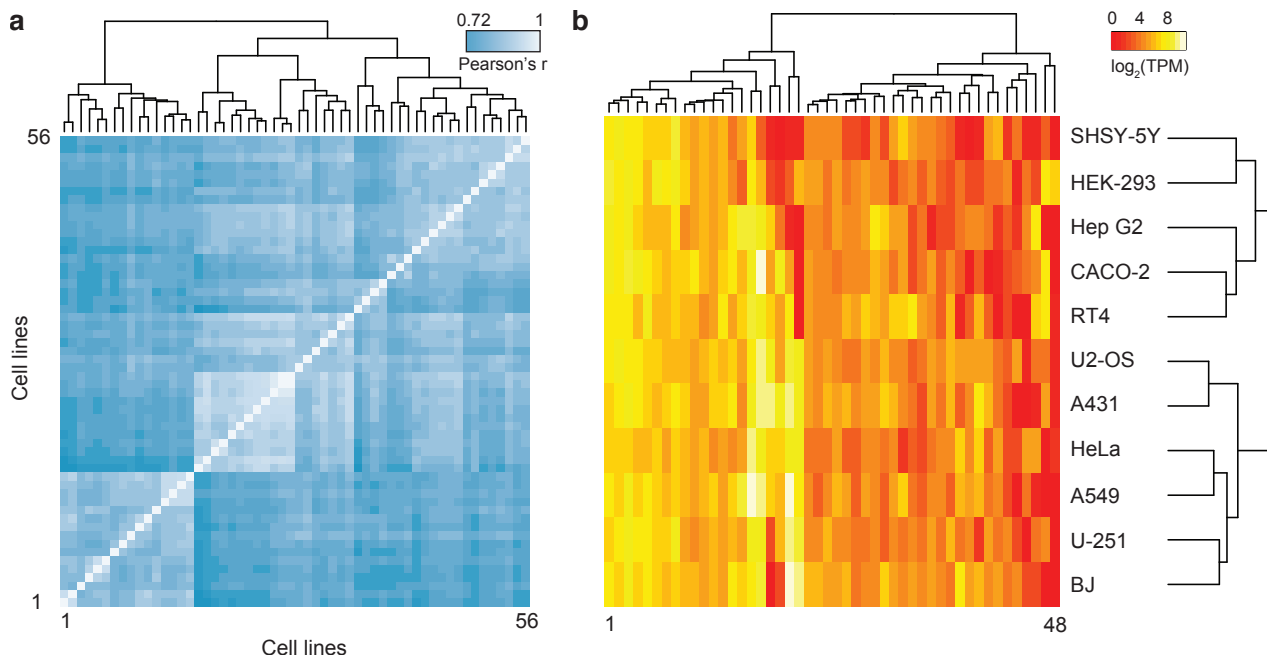 a
0.72 1
Pearson's r
56
Cell lines
1
1 56
Cell lines
b
0 4 8
log₂(TPM)
SHSY-5Y
HEK-293
Hep G2
CACO-2
RT4
U2-OS
A431
HeLa
A549
U-251
BJ
1 48